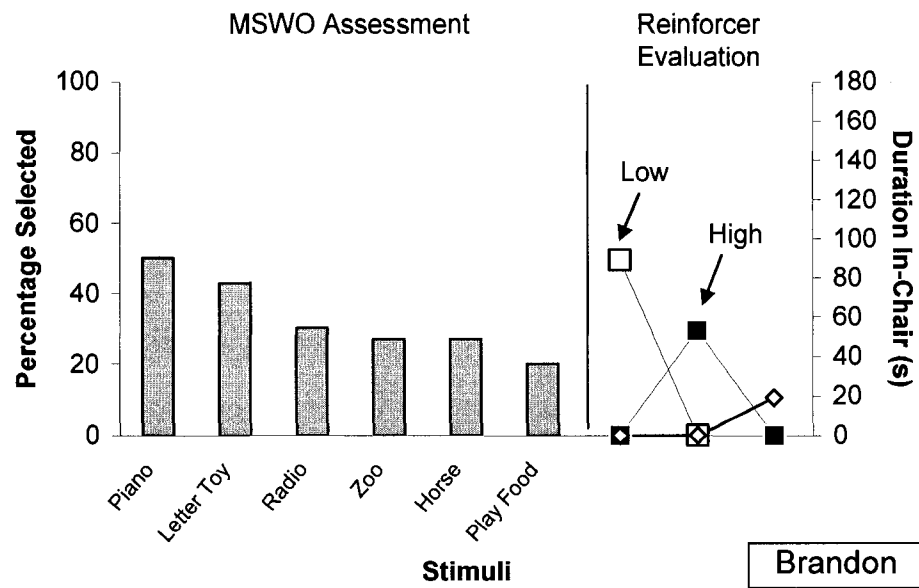 MSWO Assessment
Reinforcer
Evaluation
Percentage Selected
100
80
60
40
20
0
Piano
Letter Toy
Radio
Zoo
Horse
Play Food
Stimuli
Low
High
180
160
140
120
100
80
60
40
20
0
Duration In-Chair (s)
Brandon